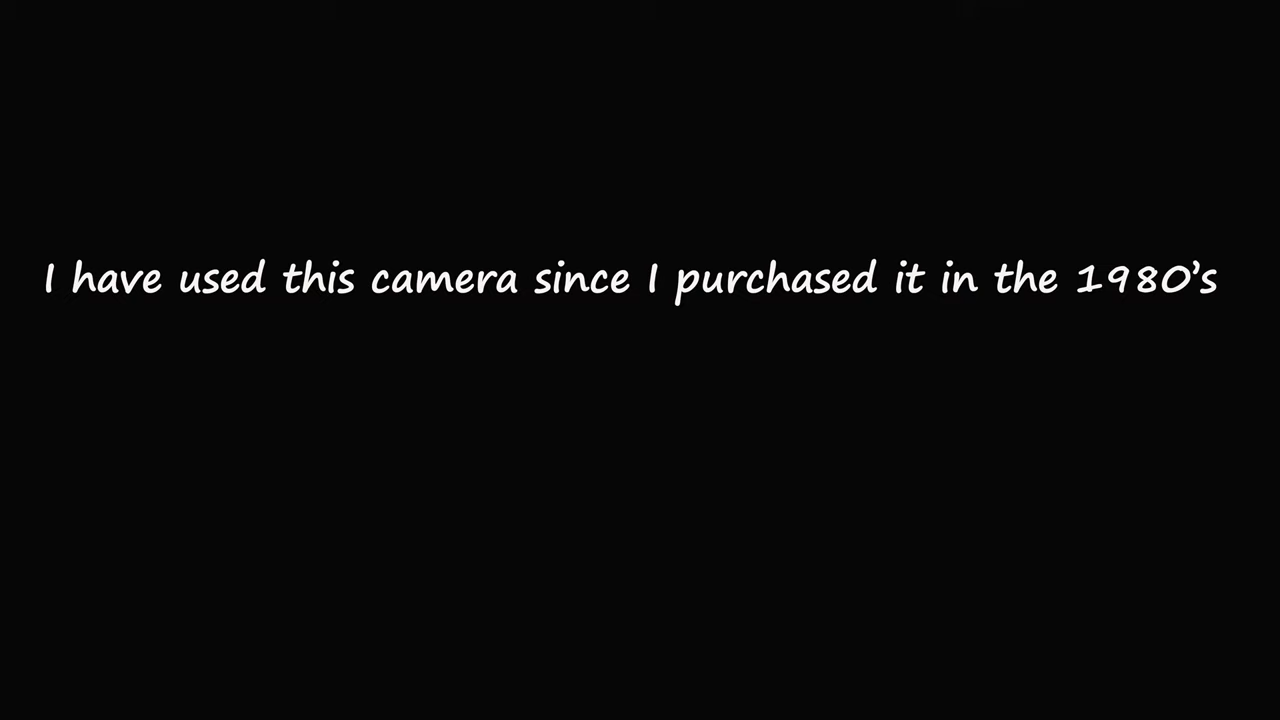 I have used this camera since I purchased it in the 1980’s